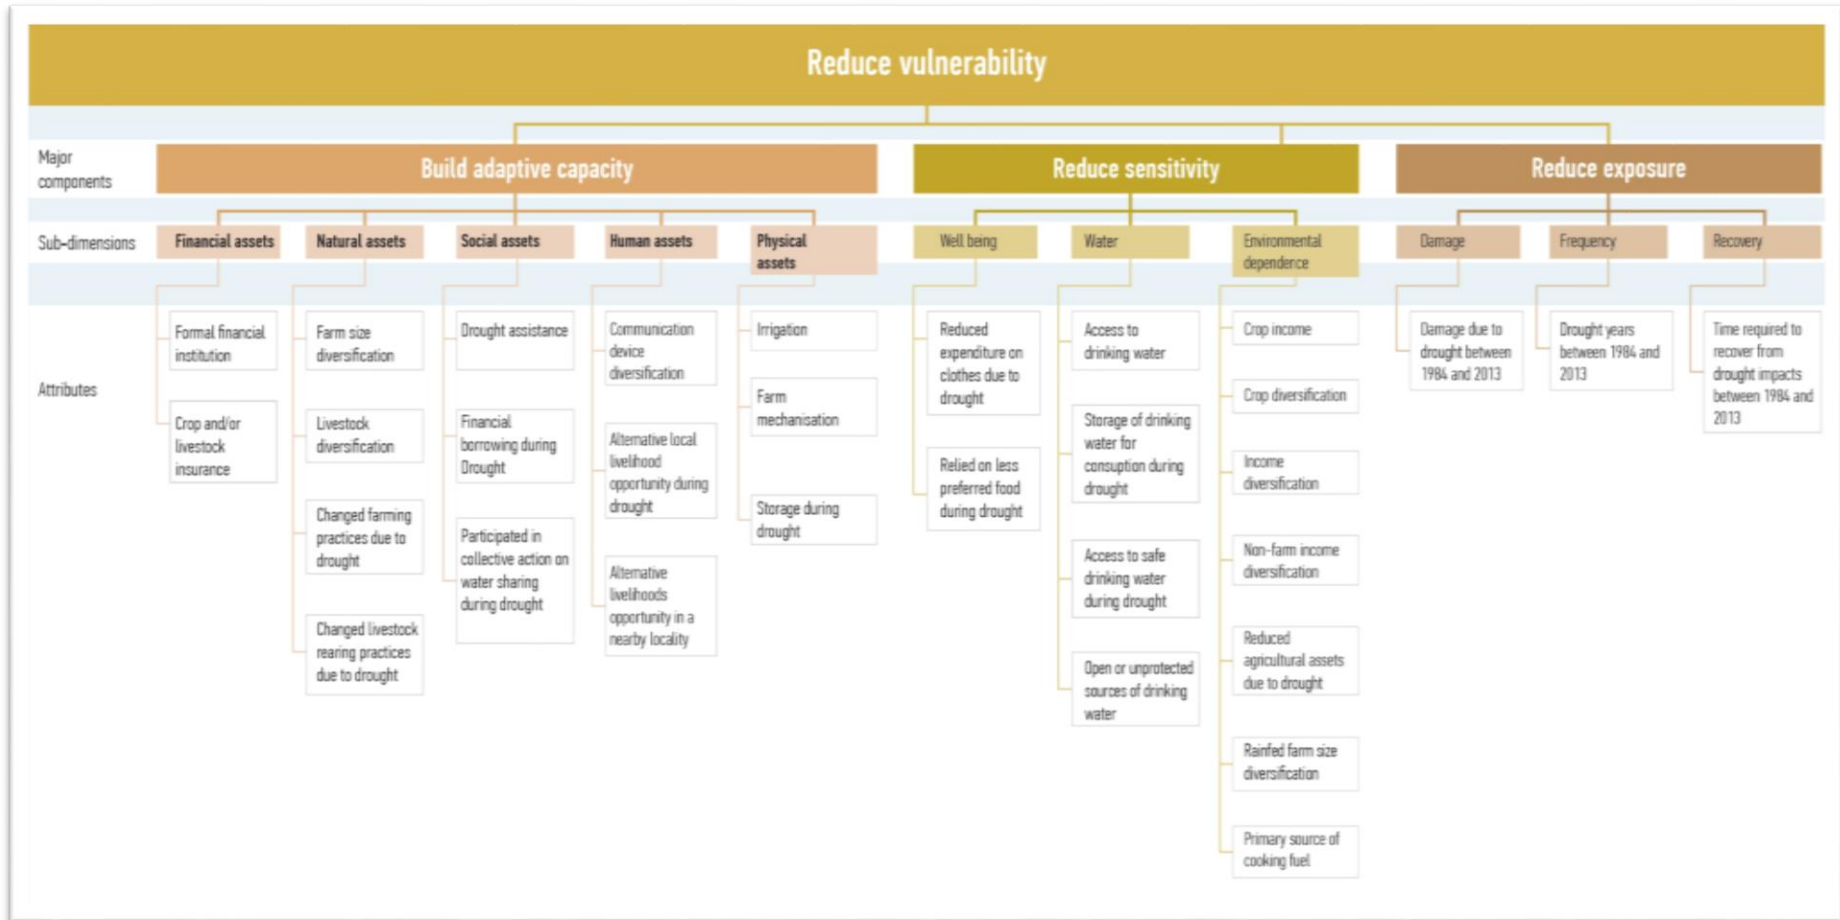 Reduce vulnerability
Major
components
Build adaptive capacity
Reduce sensitivity
Reduce exposure
Sub-dimensions
Financial assets
Natural assets
Social assets
Human assets
Physical
assets
Well being
Water
Environmental
dependence
Damage
Frequency
Recovery
Attributes
Formal financial
institution
Crop and/or
livestock
insurance
Farm size
diversification
Livestock
diversification
Changed farming
practices due to
drought
Changed livestock
rearing practices
due to drought
Drought assistance
Financial
borrowing during
Drought
Participated in
collective action on
water sharing
during drought
Communication
device
diversification
Alternative local
livelihood
opportunity during
drought
Alternative
livelihoods
opportunity in a
nearby locality
Irrigation
Farm
mechanisation
Storage during
drought
Reduced
expenditure on
clothes due to
drought
Relied on less
preferred food
during drought
Access to
drinking water
Storage of drinking
water for
consuption during
drought
Access to safe
drinking water
during drought
Open or unprotected
sources of drinking
water
Crop income
Crop diversification
Income
diversification
Non-farm income
diversification
Reduced
agricultural assets
due to drought
Rainfed farm size
diversification
Primary source of
cooking fuel
Damage due to
drought between
1984 and 2013
Drought years
between 1984 and
2013
Time required to
recover from
drought impacts
between 1984 and
2013